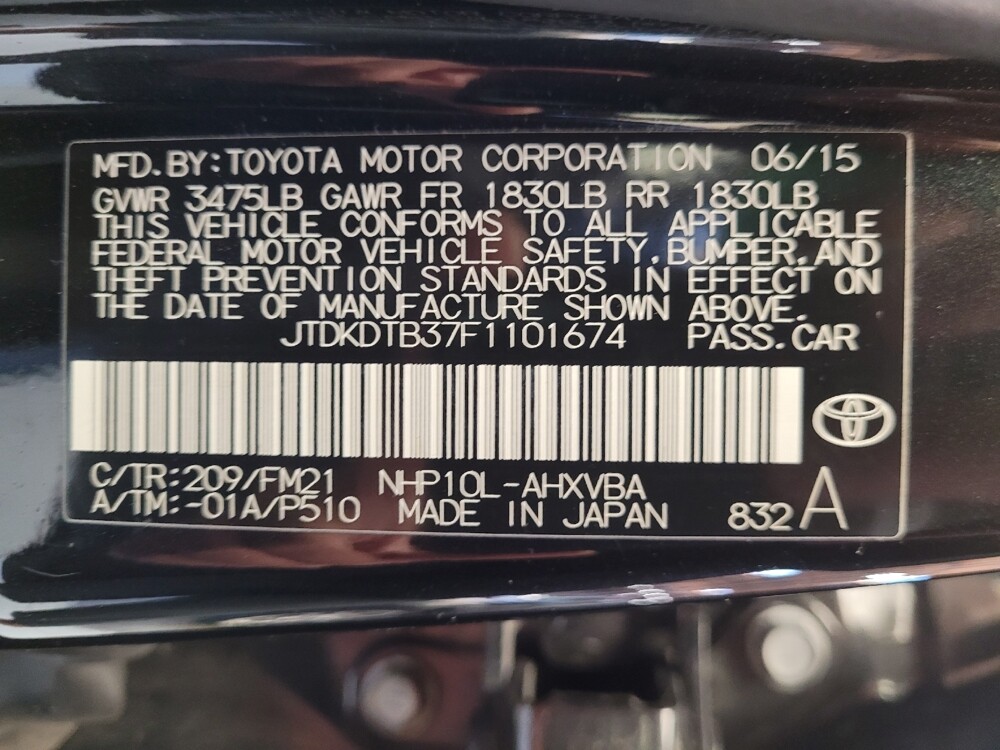 MFD.BY:TOYOTA MOTOR CORPORATION 06/15
GVWR 3475LB GAWR FR 1830LB RR 1830LB
THIS VEHICLE CONFORMS TO ALL APPLICABLE
FEDERAL MOTOR VEHICLE SAFETY,BUMPER,AND
THEFT PREVENTION STANDARDS IN EFFECT ON
THE DATE OF MANUFACTURE SHOWN ABOVE.
JTDKDTB37F1101674 PASS.CAR
C/TR:209/FM21 NHP10L-AHXVBA
A/TM:-01A/P510 MADE IN JAPAN 832 A